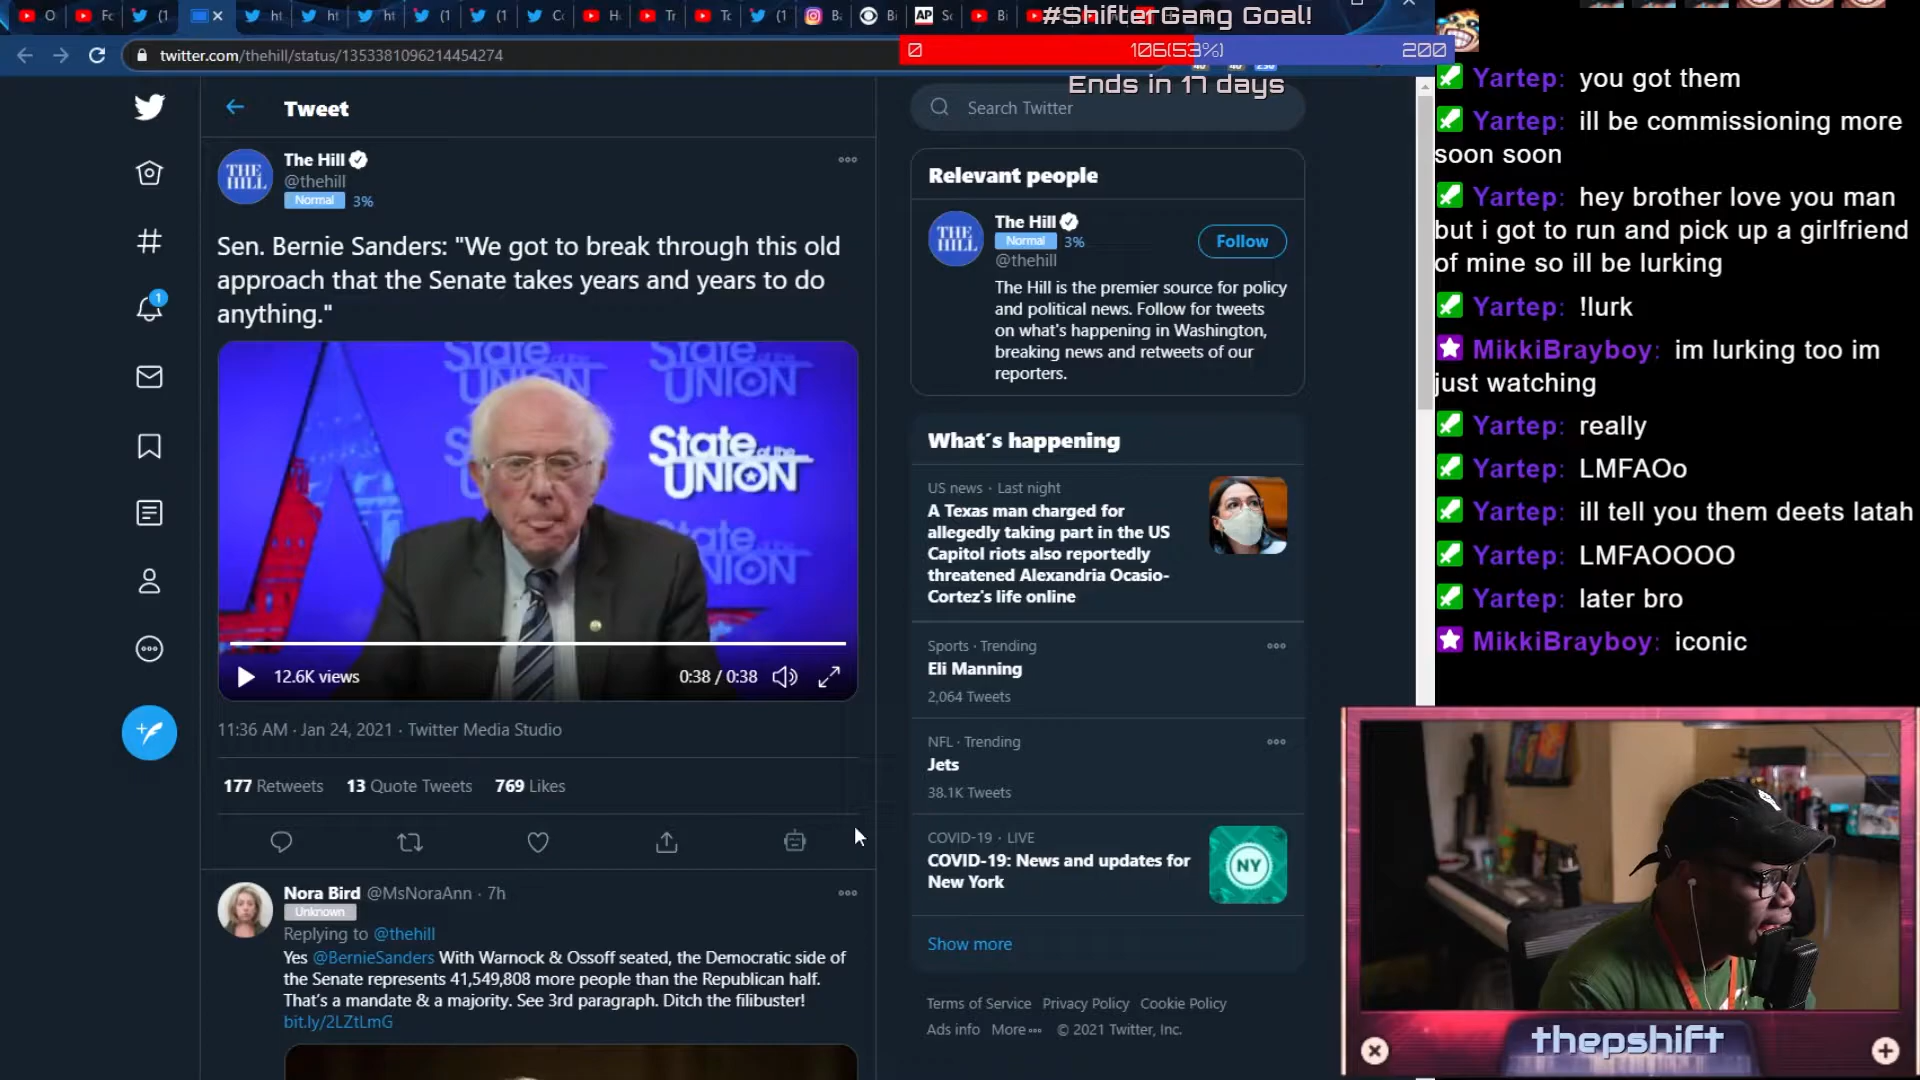 #ShifterGang Goal!
twitter.com/thehill/status/1353381096214454274
0 106(53%) 200
Ends in 17 days
Tweet
Search Twitter
THE HILL
The Hill
@thehill
Normal 3%
Sen. Bernie Sanders: "We got to break through this old
approach that the Senate takes years and years to do
anything."
State of the UNION
12.6K views
0:38 / 0:38
11:36 AM · Jan 24, 2021 · Twitter Media Studio
177 Retweets 13 Quote Tweets 769 Likes
Nora Bird @MsNoraAnn · 7h
Unknown
Replying to @thehill
Yes @BernieSanders With Warnock & Ossoff seated, the Democratic side of
the Senate represents 41,549,808 more people than the Republican half.
That's a mandate & a majority. See 3rd paragraph. Ditch the filibuster!
bit.ly/2LZtLmG
Relevant people
THE HILL
The Hill
Normal 3%
@thehill
Follow
The Hill is the premier source for policy
and political news. Follow for tweets
on what's happening in Washington,
breaking news and retweets of our
reporters.
What's happening
US news · Last night
A Texas man charged for
allegedly taking part in the US
Capitol riots also reportedly
threatened Alexandria Ocasio-
Cortez's life online
Sports · Trending
Eli Manning
2,064 Tweets
NFL · Trending
Jets
38.1K Tweets
COVID-19 · LIVE
COVID-19: News and updates for
New York
NY
Show more
Terms of Service Privacy Policy Cookie Policy
Ads info More © 2021 Twitter, Inc.
Yartep: you got them
Yartep: ill be commissioning more
soon soon
Yartep: hey brother love you man
but i got to run and pick up a girlfriend
of mine so ill be lurking
Yartep: !lurk
MikkiBrayboy: im lurking too im
just watching
Yartep: really
Yartep: LMFAOo
Yartep: ill tell you them deets latah
Yartep: LMFAOOOO
Yartep: later bro
MikkiBrayboy: iconic
thepshift